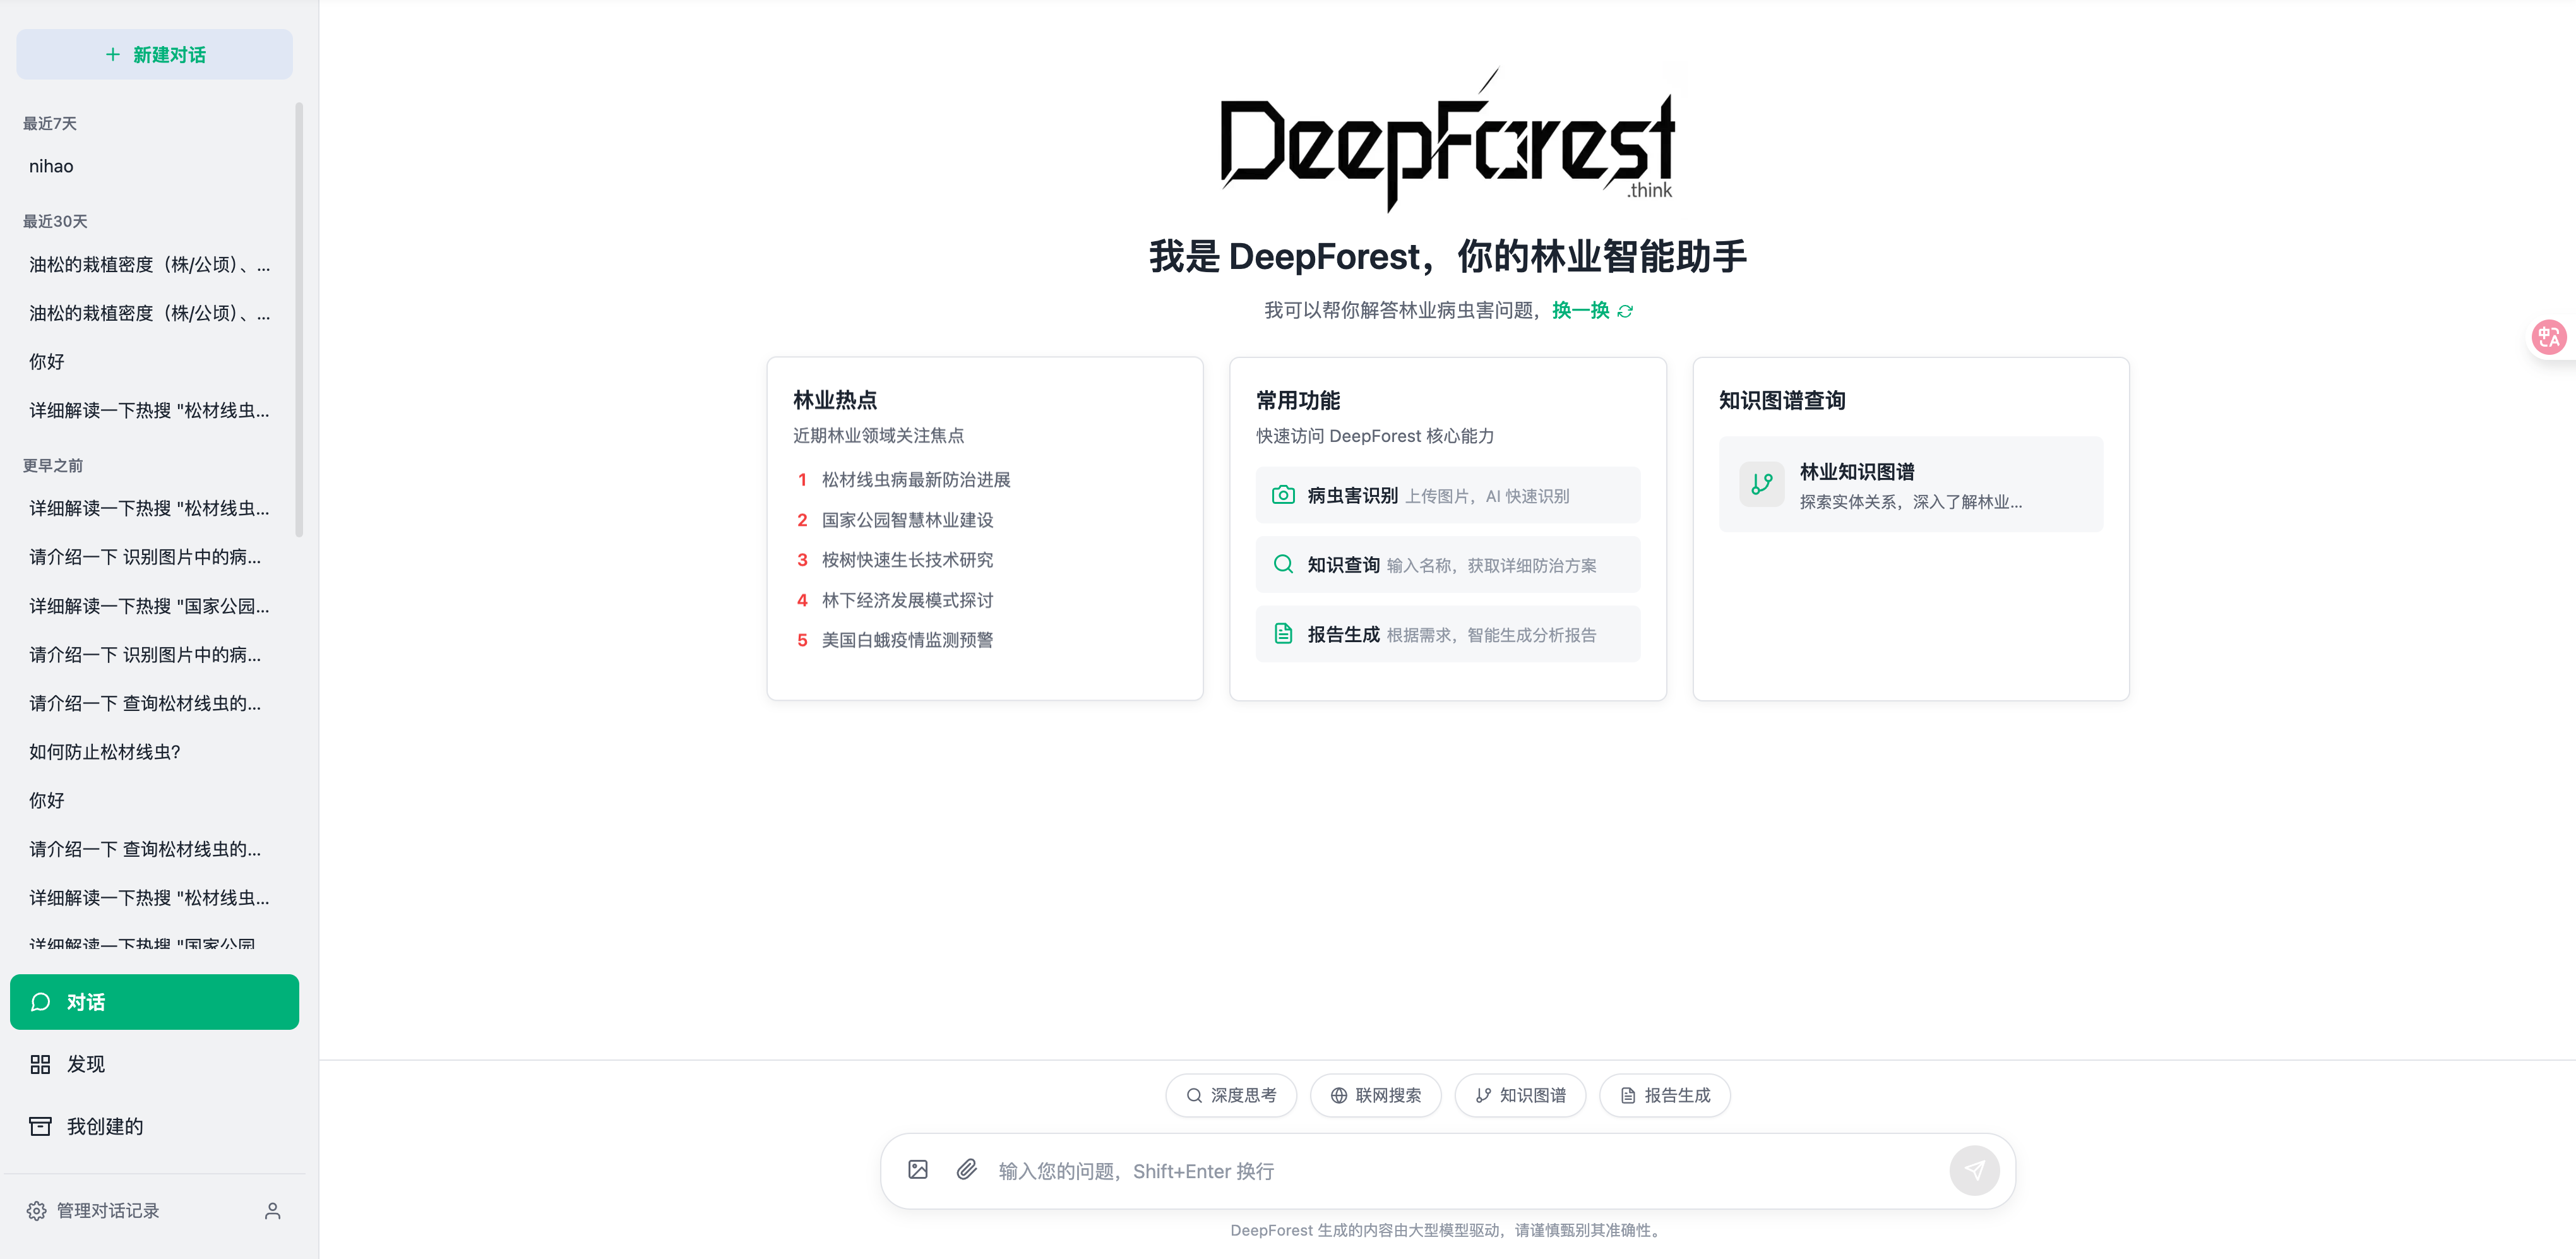 新建对话
最近7天
nihao
最近30天
油松的栽植密度（株/公顷）、...
油松的栽植密度（株/公顷）、...
你好
详细解读一下热搜 "松材线虫...
更早之前
详细解读一下热搜 "松材线虫...
请介绍一下 识别图片中的病...
详细解读一下热搜 "国家公园...
请介绍一下 识别图片中的病...
请介绍一下 查询松材线虫的...
如何防止松材线虫?
你好
请介绍一下 查询松材线虫的...
详细解读一下热搜 "松材线虫...
详细解读一下热搜 "国家公园
对话
发现
我创建的
管理对话记录
DeepForest
.think
我是 DeepForest，你的林业智能助手
我可以帮你解答林业病虫害问题，换一换
林业热点
近期林业领域关注焦点
1 松材线虫病最新防治进展
2 国家公园智慧林业建设
3 桉树快速生长技术研究
4 林下经济发展模式探讨
5 美国白蛾疫情监测预警
常用功能
快速访问 DeepForest 核心能力
病虫害识别 上传图片，AI 快速识别
知识查询 输入名称，获取详细防治方案
报告生成 根据需求，智能生成分析报告
知识图谱查询
林业知识图谱
探索实体关系，深入了解林业...
中A
深度思考
联网搜索
知识图谱
报告生成
输入您的问题，Shift+Enter 换行
DeepForest 生成的内容由大型模型驱动，请谨慎甄别其准确性。